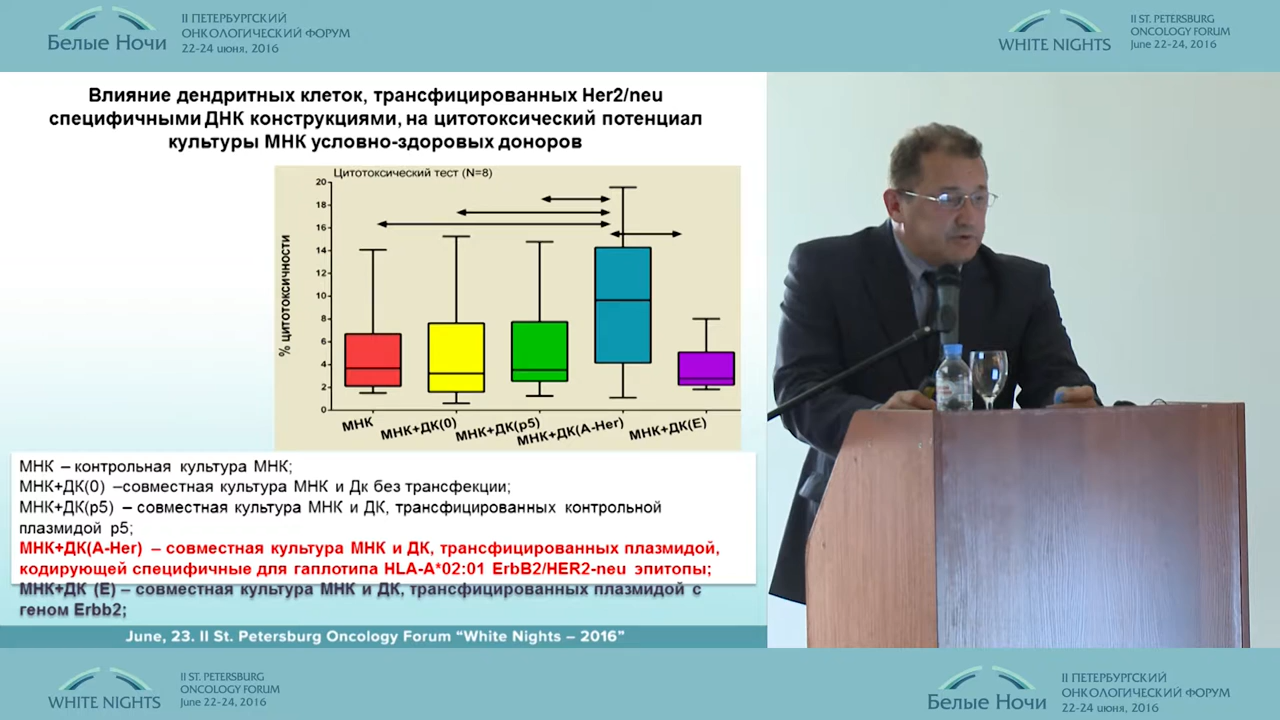 Белые Ночи
II ПЕТЕРБУРГСКИЙ
ОНКОЛОГИЧЕСКИЙ ФОРУМ
22-24 июня, 2016
WHITE NIGHTS
II ST. PETERSBURG
ONCOLOGY FORUM
June 22-24, 2016
Влияние дендритных клеток, трансфицированных Her2/neu
специфичными ДНК конструкциями, на цитотоксический потенциал
культуры МНК условно-здоровых доноров
Цитотоксический тест (N=8)
% цитотоксичности
20
18
16
14
12
10
8
6
4
2
0
МНК
МНК+ДК(0)
МНК+ДК(p5)
МНК+ДК(A-Her)
МНК+ДК(E)
МНК – контрольная культура МНК;
МНК+ДК(0) –совместная культура МНК и Дк без трансфекции;
МНК+ДК(p5) – совместная культура МНК и ДК, трансфицированных контрольной
плазмидой p5;
МНК+ДК(A-Her) – совместная культура МНК и ДК, трансфицированных плазмидой,
кодирующей специфичные для гаплотипа HLA-A*02:01 ErbB2/HER2-neu эпитопы;
МНК+ДК (E) – совместная культура МНК и ДК, трансфицированных плазмидой с
геном Erbb2;
June, 23. II St. Petersburg Oncology Forum “White Nights – 2016”
WHITE NIGHTS
II ST. PETERSBURG
ONCOLOGY FORUM
June 22-24, 2016
Белые Ночи
II ПЕТЕРБУРГСКИЙ
ОНКОЛОГИЧЕСКИЙ ФОРУМ
22-24 июня, 2016